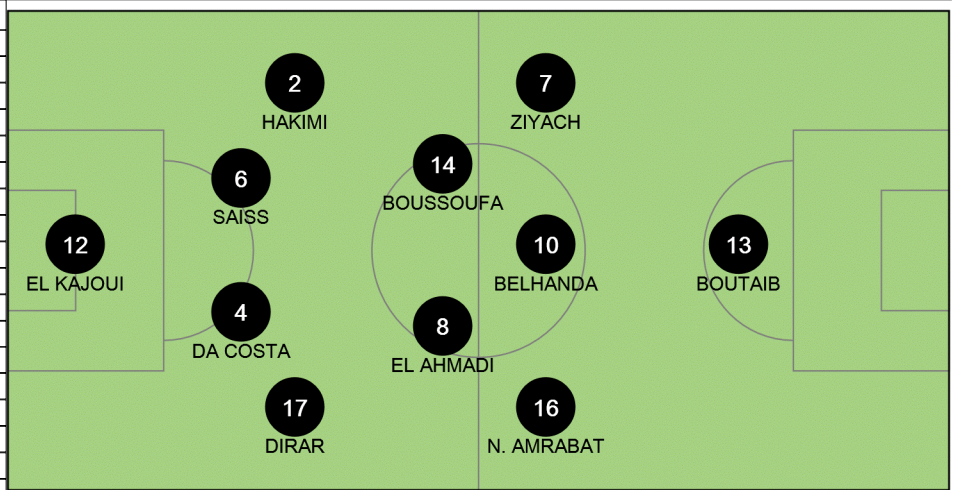 2
HAKIMI
7
ZIYACH
14
BOUSSOUFA
6
SAISS
12
EL KAJOUI
10
BELHANDA
13
BOUTAIB
4
DA COSTA
8
EL AHMADI
17
DIRAR
16
N. AMRABAT